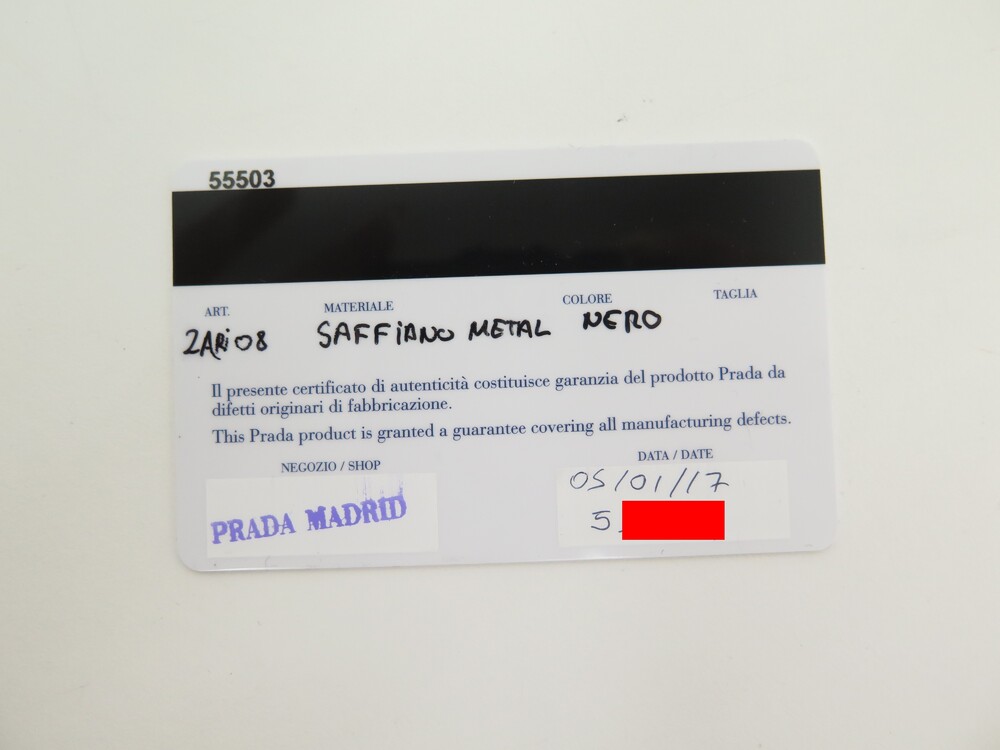 55503
ART. MATERIALE COLORE TAGLIA
2ARi08 SAFFiANO METAL NERO
Il presente certificato di autenticità costituisce garanzia del prodotto Prada da
difetti originari di fabbricazione.
This Prada product is granted a guarantee covering all manufacturing defects.
NEGOZIO / SHOP DATA / DATE
PRADA MADRID 05/01/17
5